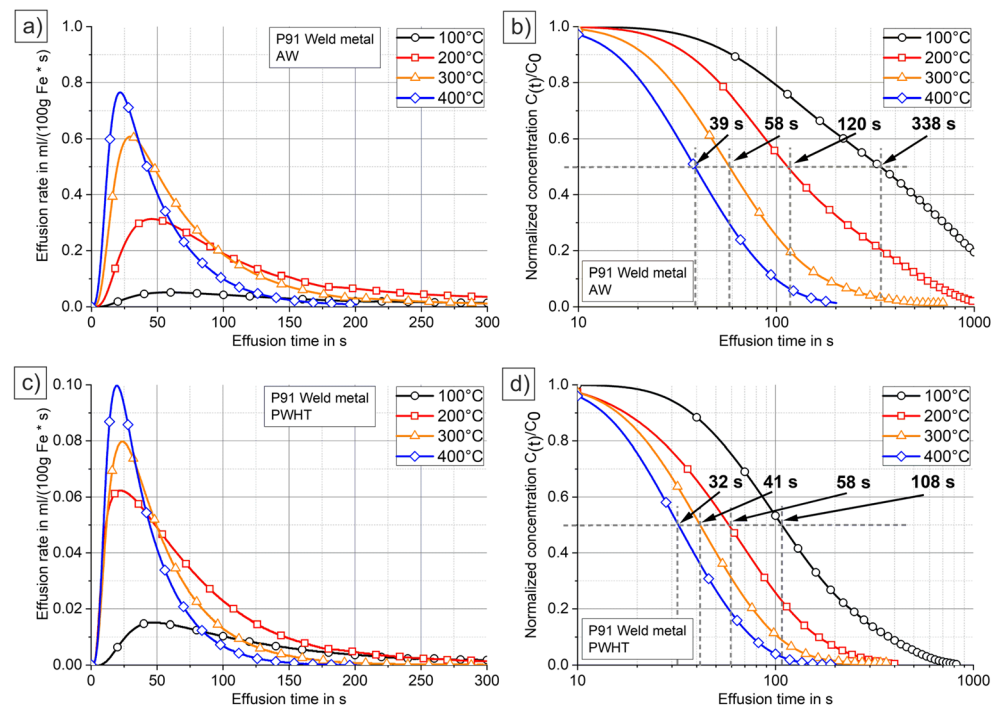 a)
P91 Weld metal
AW
100°C
200°C
300°C
400°C
Effusion rate in ml/(100g Fe * s)
1.0
0.8
0.6
0.4
0.2
0.0
0 50 100 150 200 250 300
Effusion time in s
b)
100°C
200°C
300°C
400°C
39 s 58 s 120 s 338 s
P91 Weld metal
AW
Normalized concentration C(t)/C0
1.0
0.8
0.6
0.4
0.2
0.0
10 100 1000
Effusion time in s
c)
P91 Weld metal
PWHT
100°C
200°C
300°C
400°C
Effusion rate in ml/(100g Fe * s)
0.10
0.08
0.06
0.04
0.02
0.00
0 50 100 150 200 250 300
Effusion time in s
d)
100°C
200°C
300°C
400°C
32 s 41 s 58 s 108 s
P91 Weld metal
PWHT
Normalized concentration C(t)/C0
1.0
0.8
0.6
0.4
0.2
0.0
10 100 1000
Effusion time in s